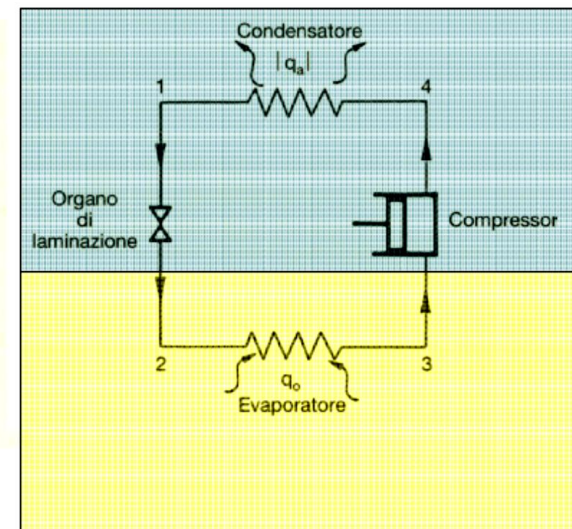 Condensatore
|qa|
1
4
Organo
di
laminazione
Compressor
2
3
qo
Evaporatore